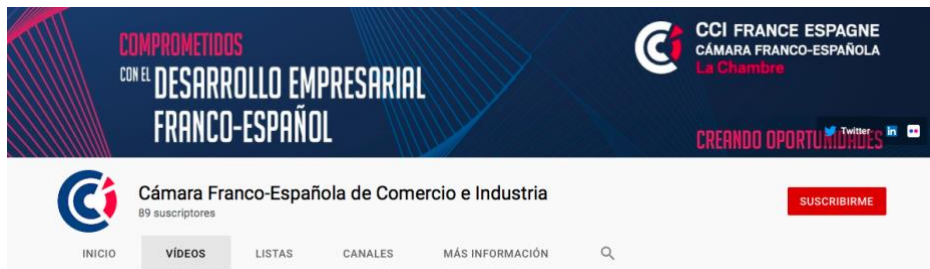 COMPROMETIDOS
CON EL DESARROLLO EMPRESARIAL
FRANCO-ESPAÑOL
CCI FRANCE ESPAGNE
CÁMARA FRANCO-ESPAÑOLA
La Chambre
CREANDO OPORTUNIDADES
Twitter
in
Cámara Franco-Española de Comercio e Industria
89 suscriptores
SUSCRIBIRME
INICIO VÍDEOS LISTAS CANALES MÁS INFORMACIÓN